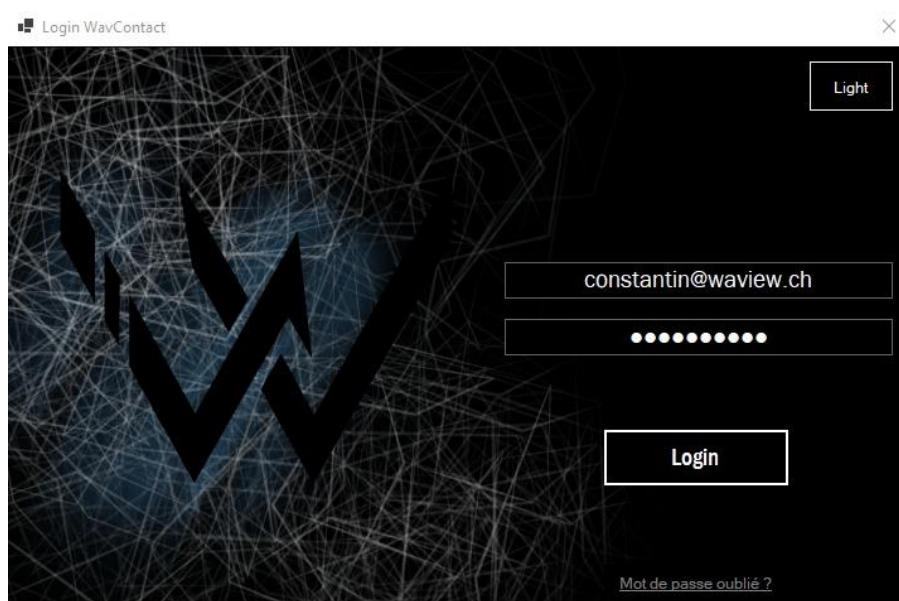 Login WavContact
Light
constantin@waview.ch
●●●●●●●●●●
Login
Mot de passe oublié ?